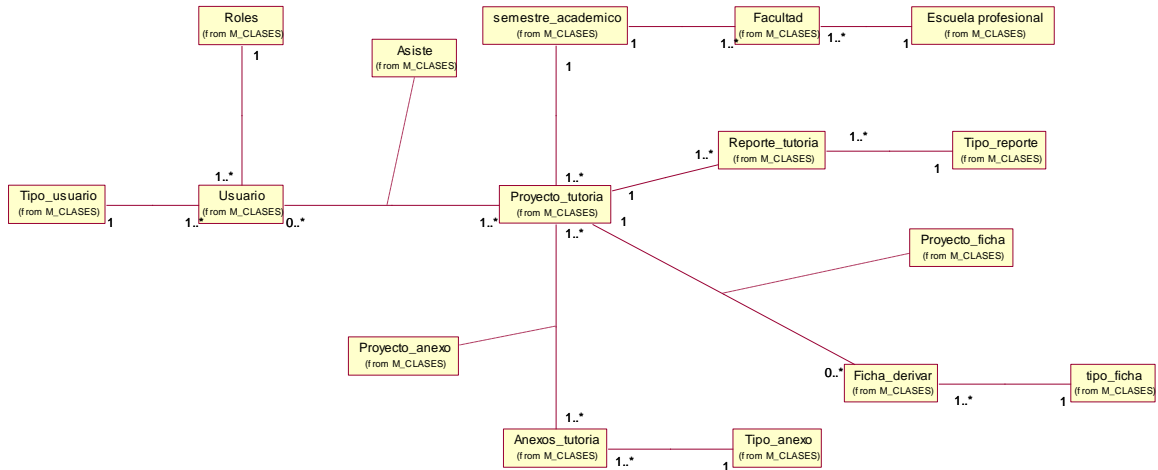 Roles
(from M_CLASES)
1
1..*
Asiste
(from M_CLASES)
semestre_academico
(from M_CLASES)
1
1
1..*
Facultad
(from M_CLASES)
1..*
1
Escuela profesional
(from M_CLASES)
Reporte_tutoria
(from M_CLASES)
1..*
1..*
1
Tipo_reporte
(from M_CLASES)
Tipo_usuario
(from M_CLASES)
1
1..*
Usuario
(from M_CLASES)
0..*
1..*
1..*
Proyecto_tutoria
(from M_CLASES)
1
1
1..*
Proyecto_ficha
(from M_CLASES)
Proyecto_anexo
(from M_CLASES)
0..*
Ficha_derivar
(from M_CLASES)
1..*
1
tipo_ficha
(from M_CLASES)
1..*
Anexos_tutoria
(from M_CLASES)
1..*
1
Tipo_anexo
(from M_CLASES)